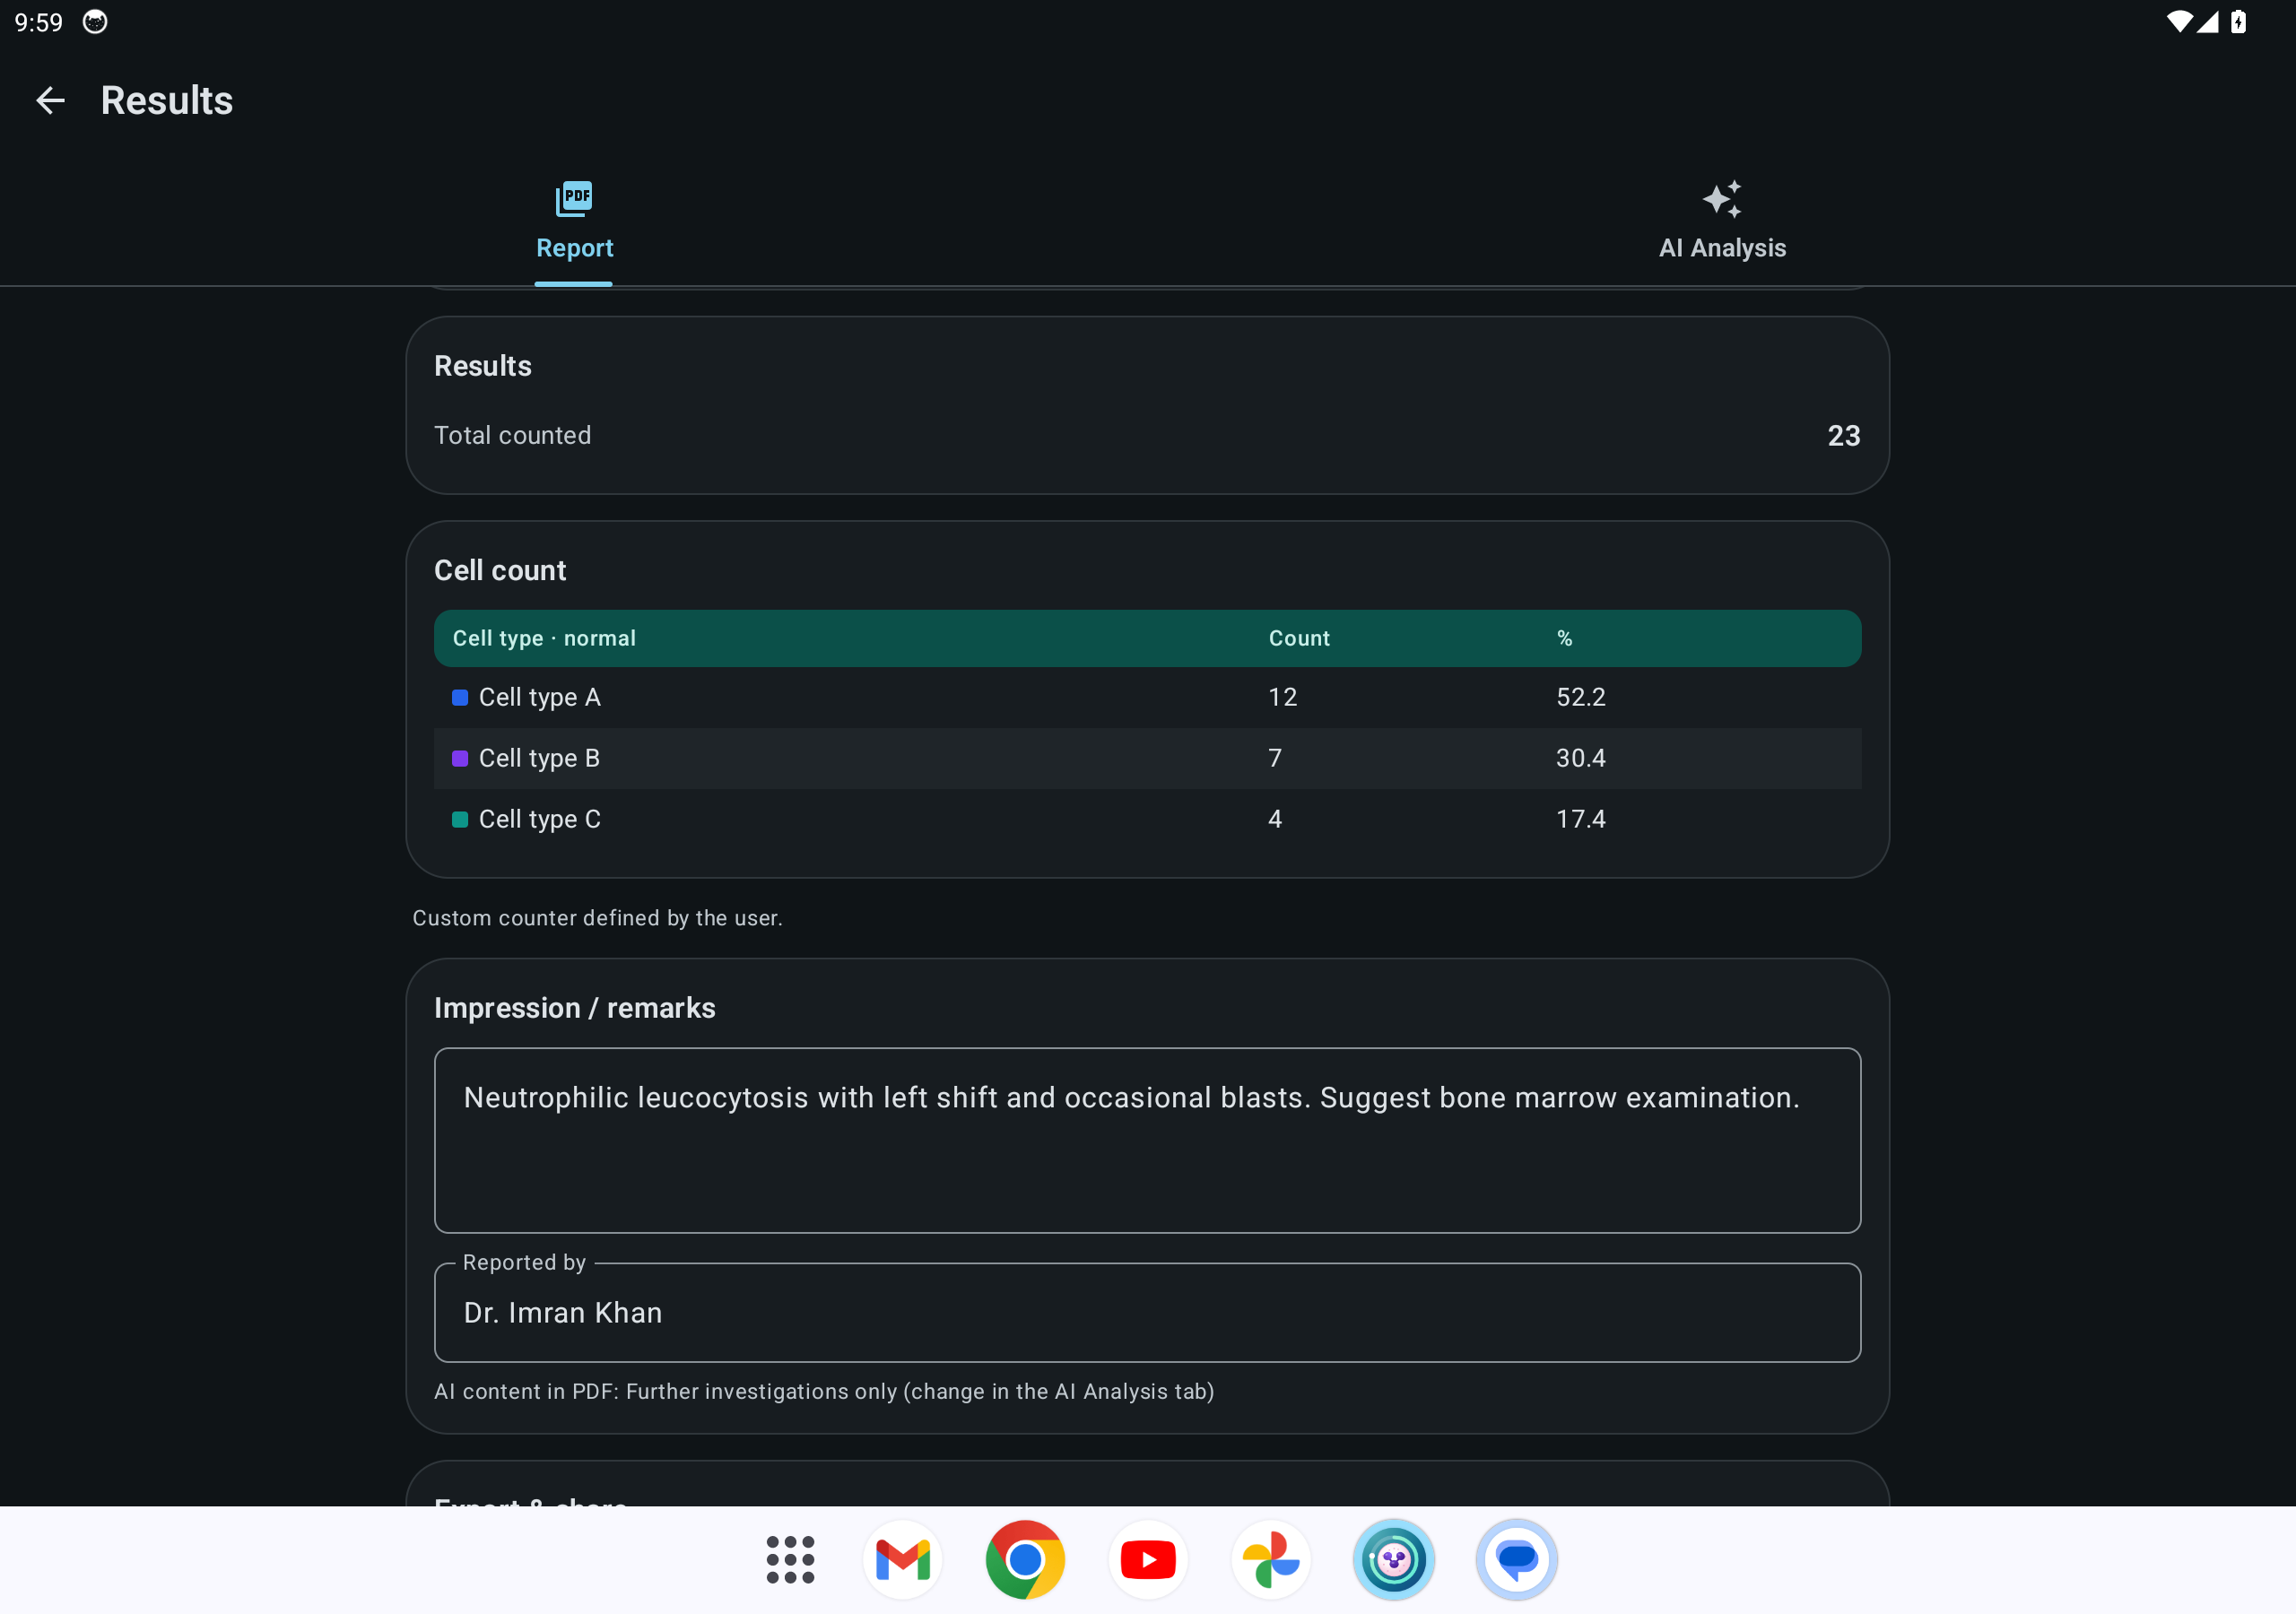 9:59
Results
PDF
Report
AI Analysis
Results
Total counted 23
Cell count
Cell type · normal Count %
Cell type A 12 52.2
Cell type B 7 30.4
Cell type C 4 17.4
Custom counter defined by the user.
Impression / remarks
Neutrophilic leucocytosis with left shift and occasional blasts. Suggest bone marrow examination.
Reported by
Dr. Imran Khan
AI content in PDF: Further investigations only (change in the AI Analysis tab)
Export & share